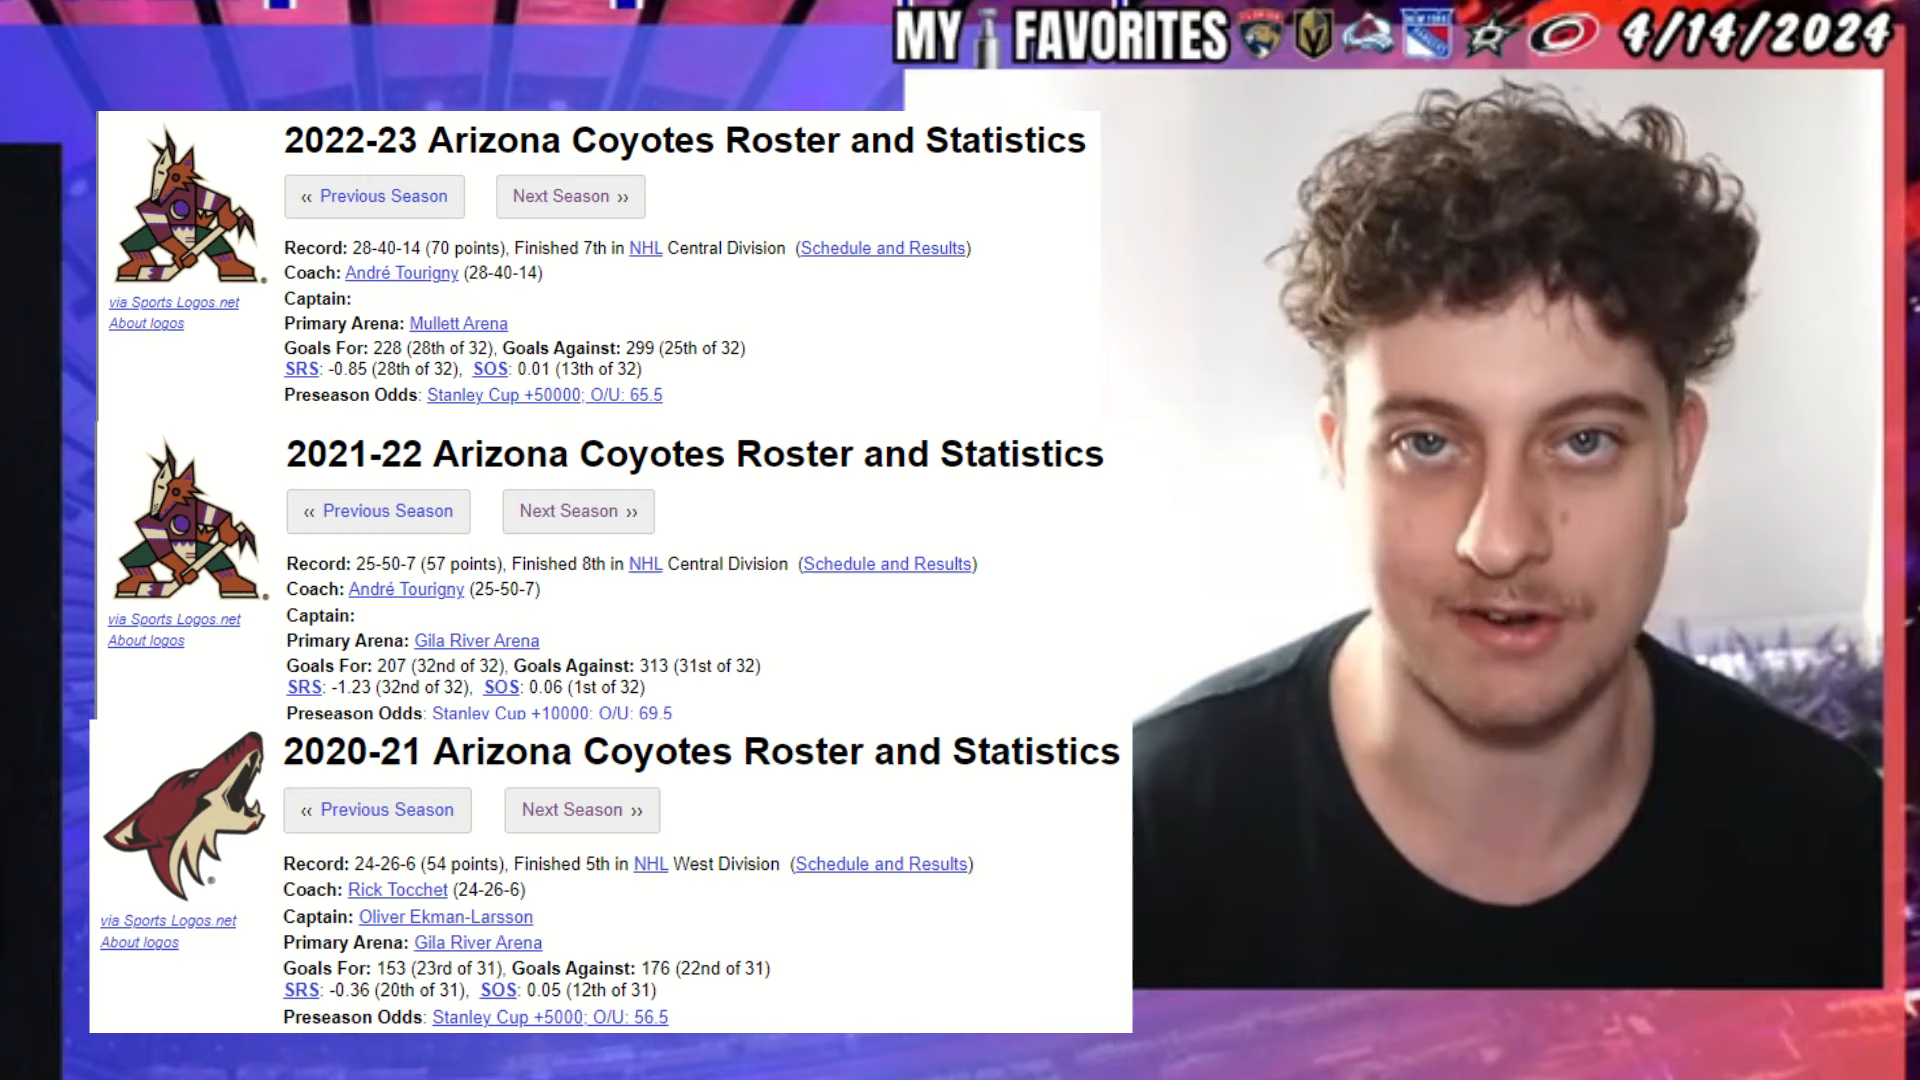 MY FAVORITES 4/14/2024
2022-23 Arizona Coyotes Roster and Statistics
‹‹ Previous Season Next Season ››
Record: 28-40-14 (70 points), Finished 7th in NHL Central Division (Schedule and Results)
Coach: André Tourigny (28-40-14)
Captain:
Primary Arena: Mullett Arena
Goals For: 228 (28th of 32), Goals Against: 299 (25th of 32)
SRS: -0.85 (28th of 32), SOS: 0.01 (13th of 32)
Preseason Odds: Stanley Cup +50000; O/U: 65.5
via Sports Logos.net
About logos
2021-22 Arizona Coyotes Roster and Statistics
‹‹ Previous Season Next Season ››
Record: 25-50-7 (57 points), Finished 8th in NHL Central Division (Schedule and Results)
Coach: André Tourigny (25-50-7)
Captain:
Primary Arena: Gila River Arena
Goals For: 207 (32nd of 32), Goals Against: 313 (31st of 32)
SRS: -1.23 (32nd of 32), SOS: 0.06 (1st of 32)
Preseason Odds: Stanley Cup +10000; O/U: 69.5
via Sports Logos.net
About logos
2020-21 Arizona Coyotes Roster and Statistics
‹‹ Previous Season Next Season ››
Record: 24-26-6 (54 points), Finished 5th in NHL West Division (Schedule and Results)
Coach: Rick Tocchet (24-26-6)
Captain: Oliver Ekman-Larsson
Primary Arena: Gila River Arena
Goals For: 153 (23rd of 31), Goals Against: 176 (22nd of 31)
SRS: -0.36 (20th of 31), SOS: 0.05 (12th of 31)
Preseason Odds: Stanley Cup +5000; O/U: 56.5
via Sports Logos.net
About logos